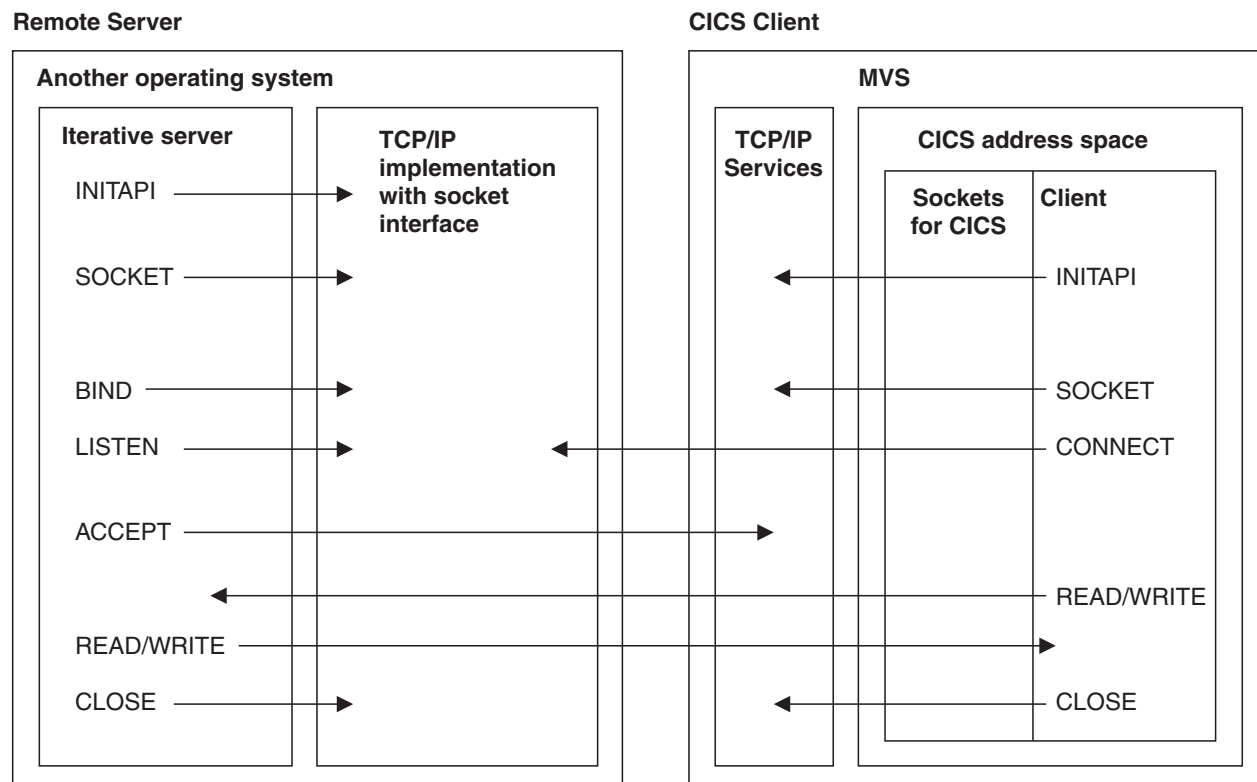 Remote Server
CICS Client
Another operating system
MVS
Iterative server
TCP/IP
implementation
with socket
interface
TCP/IP
Services
CICS address space
Sockets
for CICS
Client
INITAPI
SOCKET
INITAPI
BIND
SOCKET
LISTEN
CONNECT
ACCEPT
READ/WRITE
READ/WRITE
CLOSE
CLOSE